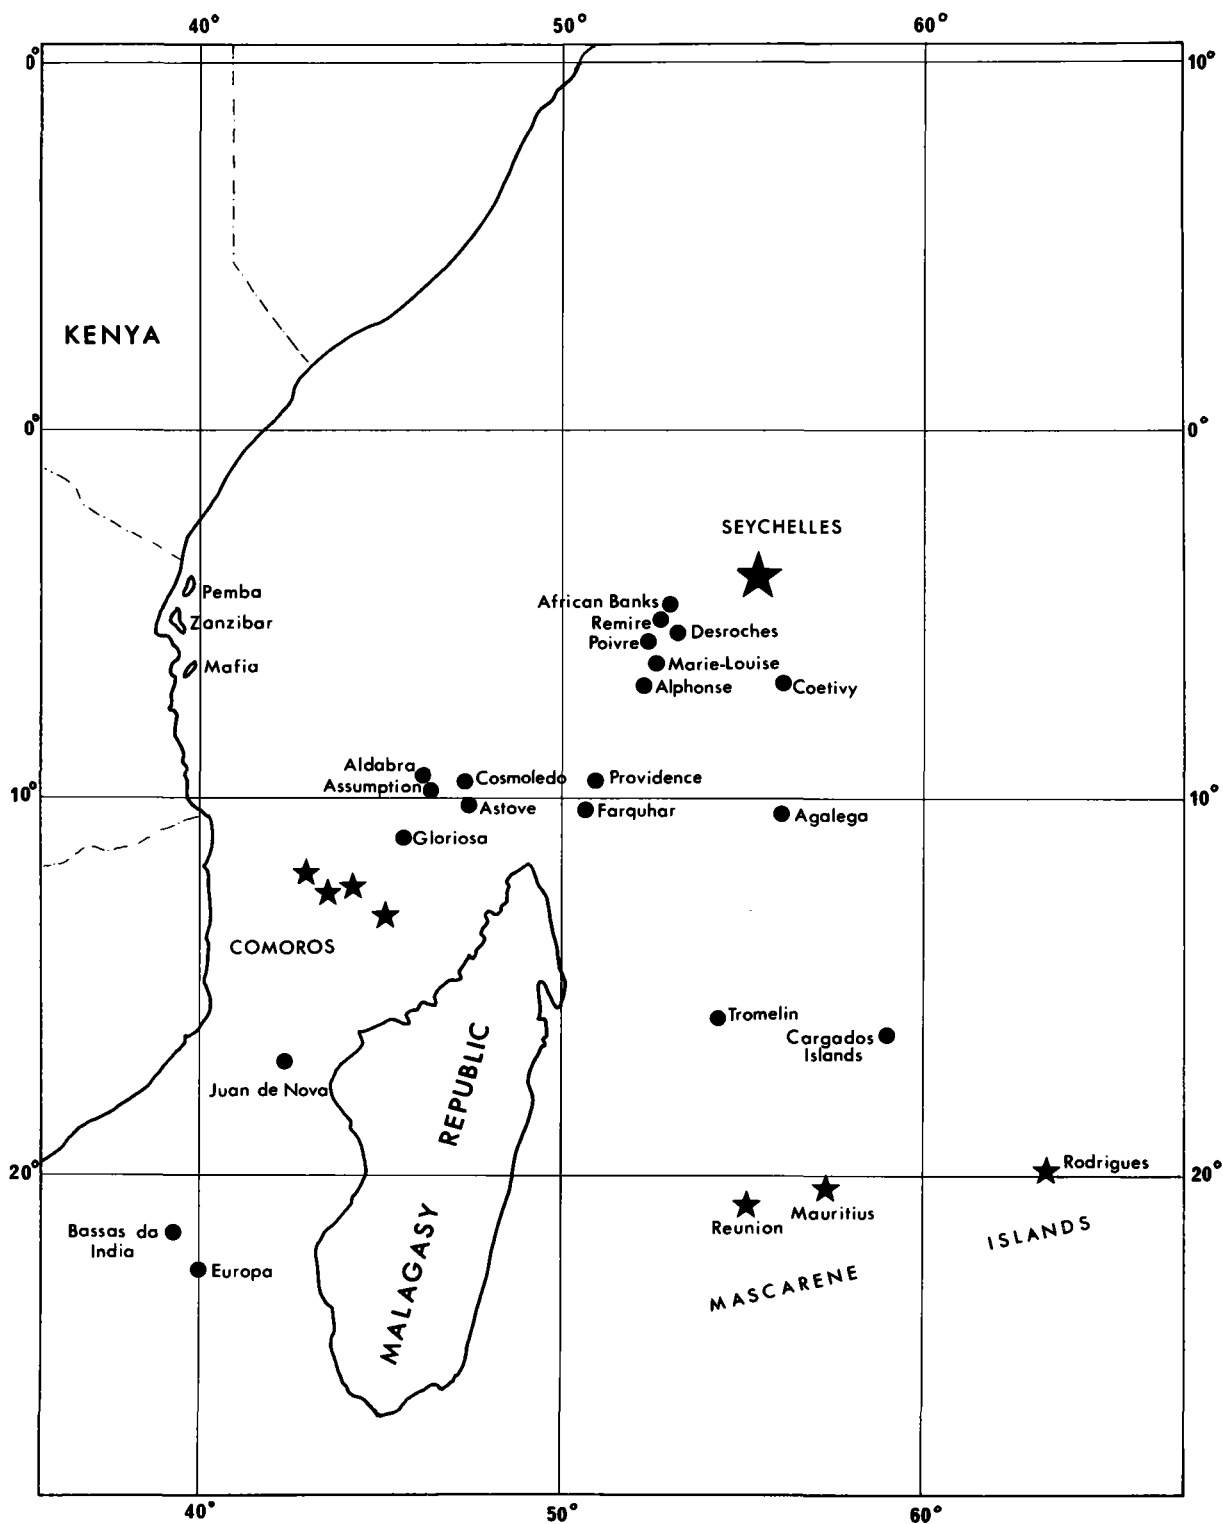 40° 50° 60°
0° 10°
KENYA
0° 0°
SEYCHELLES
Pemba
African Banks
Zanzibar
Remire
Desroches
Poivre
Mafia
Marie-Louise
Alphonse
Coetivy
Aldabra
Cosmoledo
Providence
Assumption
10° 10°
Astove
Farquhar
Agalega
Gloriosa
COMOROS
Tromelin
Cargados
Islands
Juan de Nova
MALAGASY REPUBLIC
Rodrigues
20° 20°
Mauritius
Reunion
Bassas da
India
Europa
MASCARENE ISLANDS
40° 50° 60°